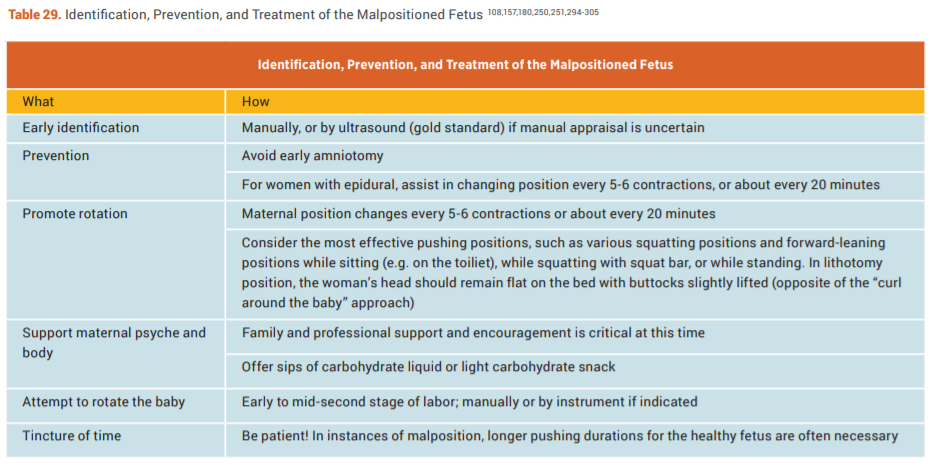 Table 29. Identification, Prevention, and Treatment of the Malpositioned Fetus 108,157,180,250,251,294-305
Identification, Prevention, and Treatment of the Malpositioned Fetus
What How
Early identification Manually, or by ultrasound (gold standard) if manual appraisal is uncertain
Prevention Avoid early amniotomy
For women with epidural, assist in changing position every 5-6 contractions, or about every 20 minutes
Promote rotation Maternal position changes every 5-6 contractions or about every 20 minutes
Consider the most effective pushing positions, such as various squatting positions and forward-leaning
positions while sitting (e.g. on the toiliet), while squatting with squat bar, or while standing. In lithotomy
position, the woman's head should remain flat on the bed with buttocks slightly lifted (opposite of the “curl
around the baby” approach)
Support maternal psyche and Family and professional support and encouragement is critical at this time
body
Offer sips of carbohydrate liquid or light carbohydrate snack
Attempt to rotate the baby Early to mid-second stage of labor; manually or by instrument if indicated
Tincture of time Be patient! In instances of malposition, longer pushing durations for the healthy fetus are often necessary